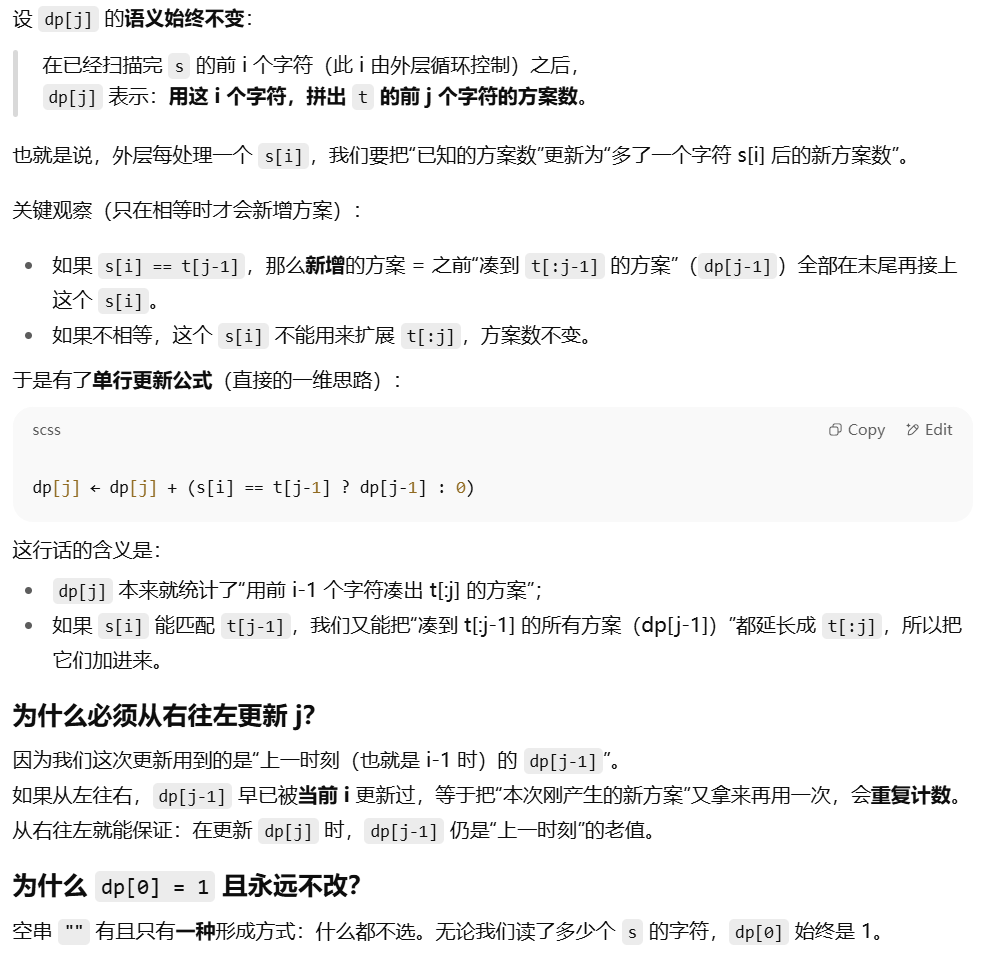 设 dp[j] 的语义始终不变：
在已经扫描完 s 的前 i 个字符（此 i 由外层循环控制）之后，
dp[j] 表示：用这 i 个字符，拼出 t 的前 j 个字符的方案数。
也就是说，外层每处理一个 s[i]，我们要把“已知的方案数”更新为“多了一个字符 s[i] 后的新方案数”。
关键观察（只在相等时才会新增方案）：
• 如果 s[i] == t[j-1]，那么新增的方案 = 之前“凑到 t[:j-1] 的方案”（dp[j-1]）全部在末尾再接上
这个 s[i]。
• 如果不相等，这个 s[i] 不能用来扩展 t[:j]，方案数不变。
于是有了单行更新公式（直接的一维思路）：
scss Copy Edit
dp[j] ← dp[j] + (s[i] == t[j-1] ? dp[j-1] : 0)
这行话的含义是：
• dp[j] 本来就统计了“用前 i-1 个字符凑出 t[:j] 的方案”；
• 如果 s[i] 能匹配 t[j-1]，我们又能把“凑到 t[:j-1] 的所有方案（dp[j-1]）”都延长成 t[:j]，所以把
它们加进来。
为什么必须从右往左更新 j？
因为我们这次更新用到的是“上一时刻（也就是 i-1 时）的 dp[j-1]”。
如果从左往右，dp[j-1] 早已被当前 i 更新过，等于把“本次刚产生的新方案”又拿来再用一次，会重复计数。
从右往左就能保证：在更新 dp[j] 时，dp[j-1] 仍是“上一时刻”的老值。
为什么 dp[0] = 1 且永远不改？
空串 "" 有且只有一种形成方式：什么都不选。无论我们读了多少个 s 的字符，dp[0] 始终是 1。